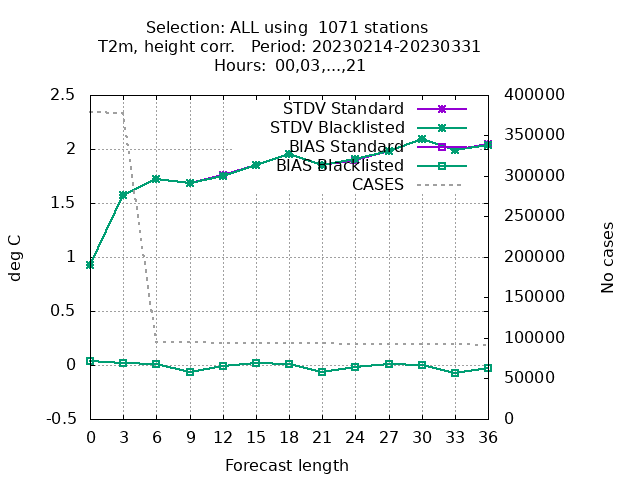 Selection: ALL using  1071 stations
T2m, height corr.   Period: 20230214-20230331
Hours: 00,03,...,21
2.5
2
1.5
1
0.5
0
-0.5
400000
350000
300000
250000
200000
150000
100000
50000
0
deg C
No cases
STDV Standard
STDV Blacklisted
BIAS Standard
BIAS Blacklisted
CASES
0 3 6 9 12 15 18 21 24 27 30 33 36
Forecast length